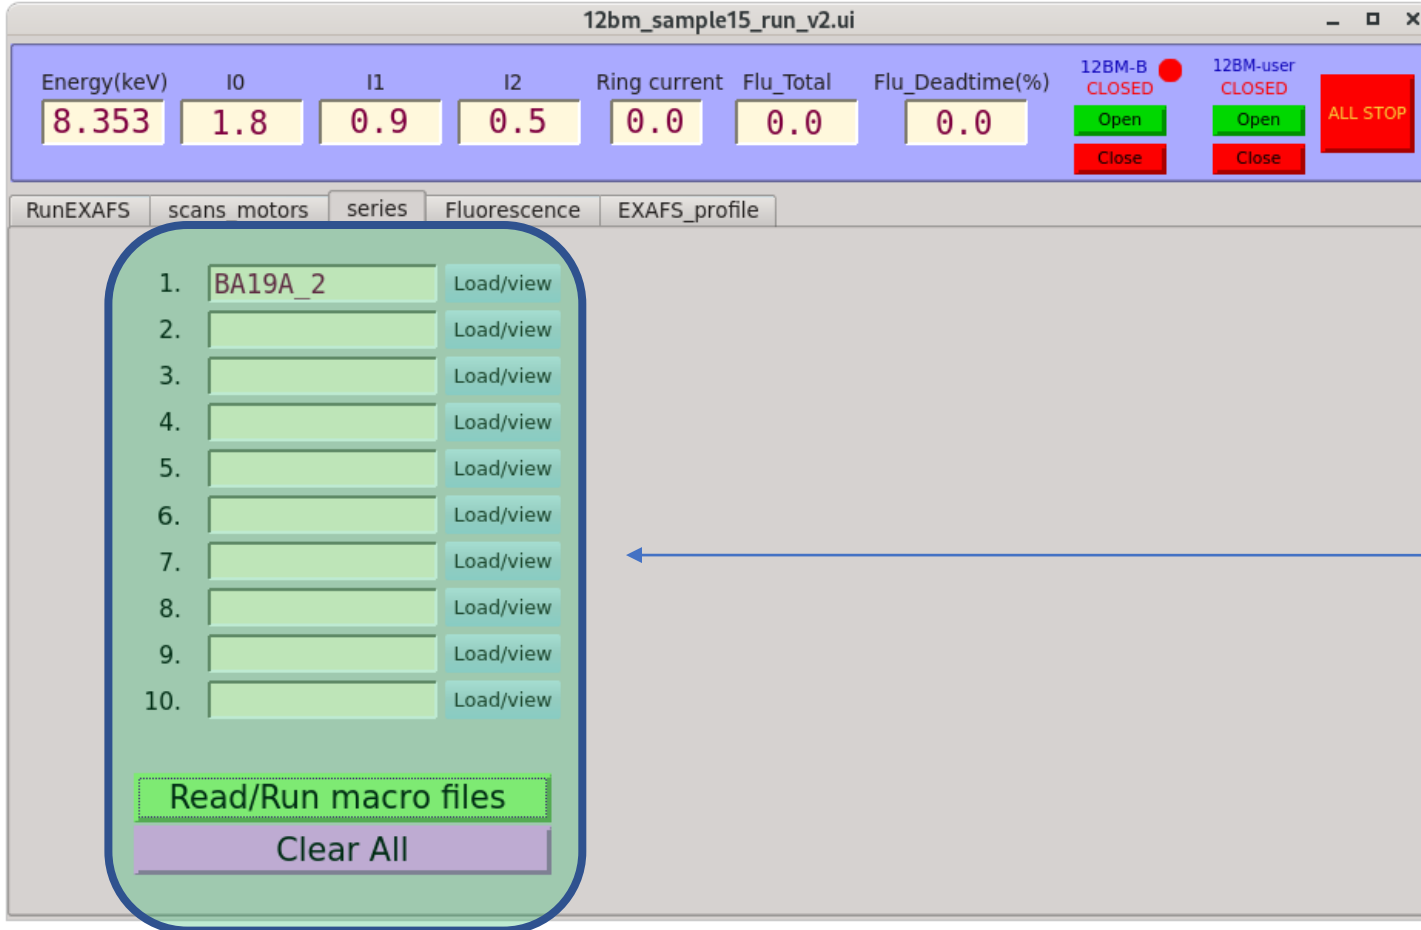 12bm_sample15_run_v2.ui
Energy(keV) I0 I1 I2 Ring current Flu_Total Flu_Deadtime(%) 12BM-B 12BM-user
CLOSED CLOSED
8.353 1.8 0.9 0.5 0.0 0.0 0.0 Open Open ALL STOP
Close Close
RunEXAFS scans_motors series Fluorescence EXAFS_profile
1. BA19A_2 Load/view
2. Load/view
3. Load/view
4. Load/view
5. Load/view
6. Load/view
7. Load/view
8. Load/view
9. Load/view
10. Load/view
Read/Run macro files
Clear All